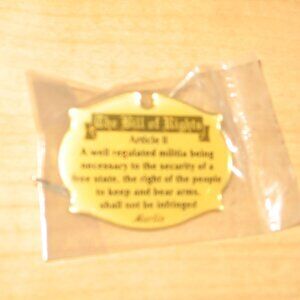 The Bill of Rights
Article II
A well regulated militia being
necessary to the security of a
free state, the right of the people
to keep and bear arms,
shall not be infringed
Marlin